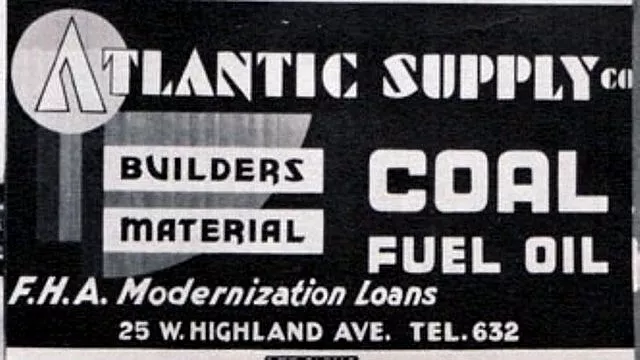 ATLANTIC SUPPLY CO
BUILDERS
MATERIAL
COAL
FUEL OIL
F.H.A. Modernization Loans
25 W. HIGHLAND AVE. TEL. 632